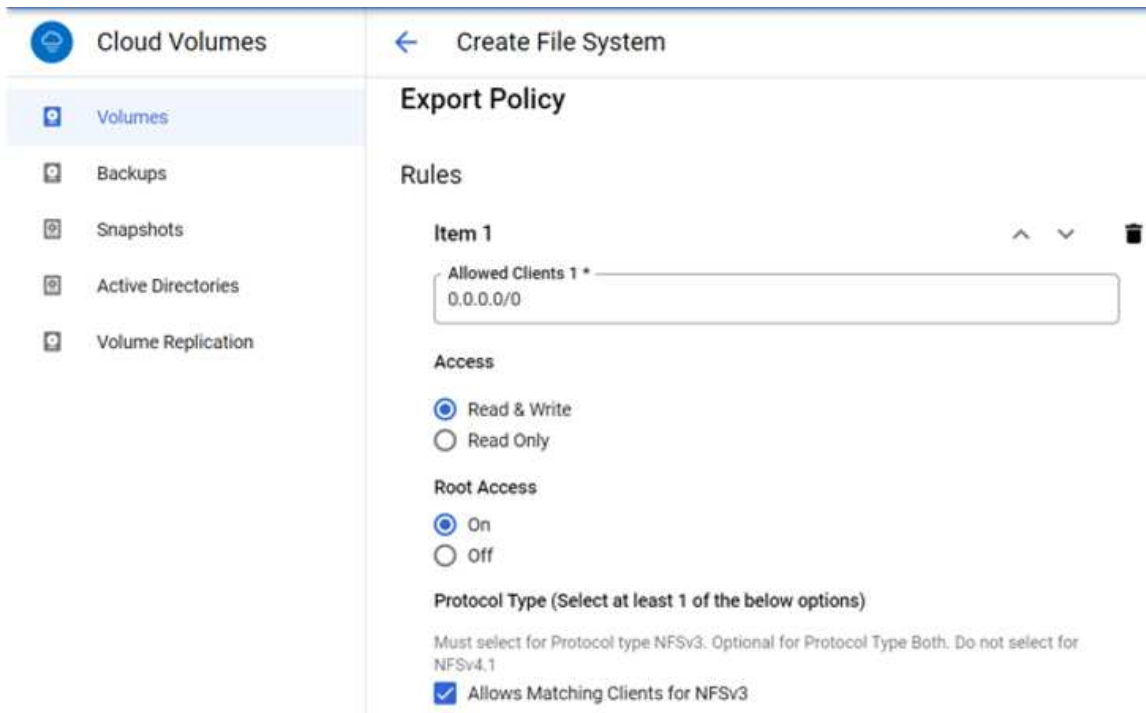 Cloud Volumes
Volumes
Backups
Snapshots
Active Directories
Volume Replication
Create File System
Export Policy
Rules
Item 1
Allowed Clients 1 *
0.0.0.0/0
Access
Read & Write
Read Only
Root Access
On
Off
Protocol Type (Select at least 1 of the below options)
Must select for Protocol type NFSv3. Optional for Protocol Type Both. Do not select for
NFSv4.1
Allows Matching Clients for NFSv3